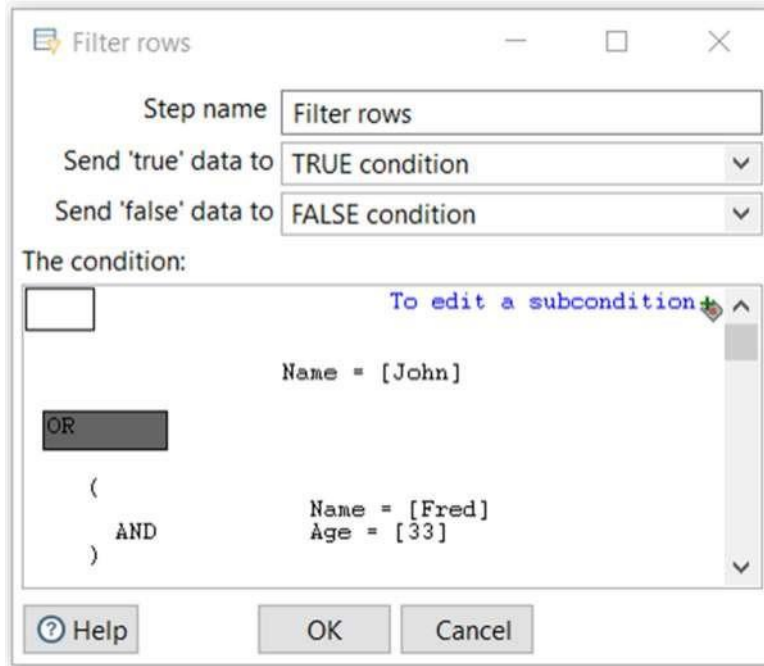 Filter rows
Step name Filter rows
Send 'true' data to TRUE condition
Send 'false' data to FALSE condition
The condition:
To edit a subcondition
Name = [John]
OR
(
Name = [Fred]
AND Age = [33]
)
Help OK Cancel